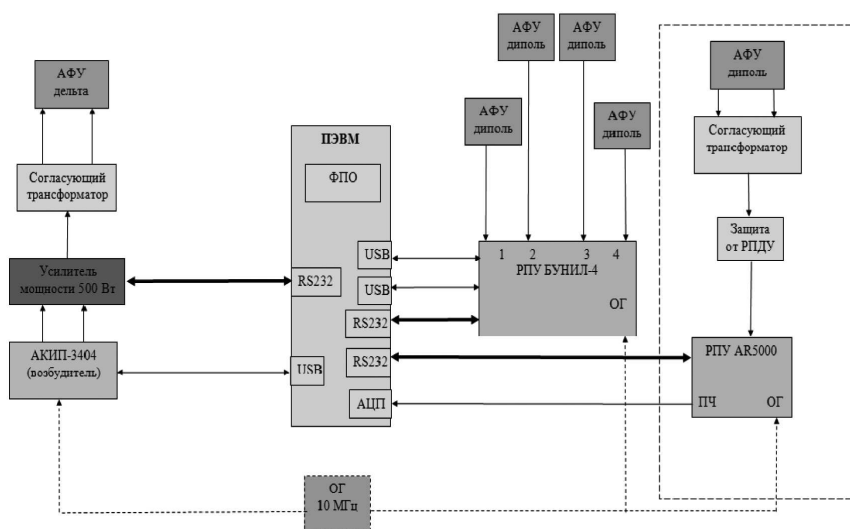 АФУ
дельта
Согласующий
трансформатор
Усилитель
мощности 500 Вт
АКИП-3404
(возбудитель)
ПЭВМ
ФПО
USB
RS232
USB
RS232
RS232
USB
АЦП
АФУ
диполь
АФУ
диполь
АФУ
диполь
АФУ
диполь
1 2 3 4
РПУ БУНИЛ-4
ОГ
АФУ
диполь
Согласующий
трансформатор
Защита
от РПДУ
РПУ AR5000
ПЧ ОГ
ОГ
10 МГц